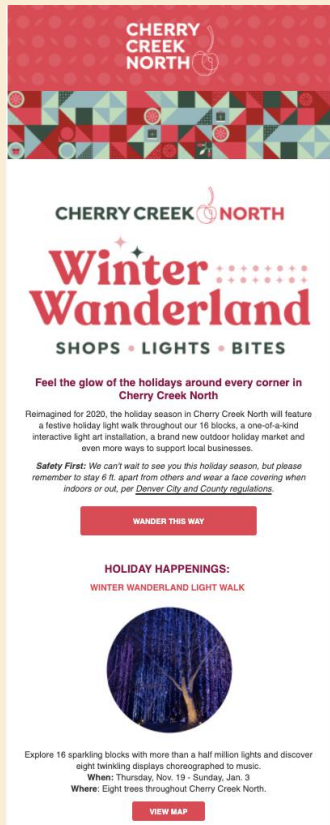 CHERRY
CREEK
NORTH
CHERRY CREEK NORTH
Winter
Wanderland
SHOPS • LIGHTS • BITES
Feel the glow of the holidays around every corner in
Cherry Creek North
Reimagined for 2020, the holiday season in Cherry Creek North will feature
a festive holiday light walk throughout our 16 blocks, a one-of-a-kind
interactive light art installation, a brand new outdoor holiday market and
even more ways to support local businesses.
Safety First: We can't wait to see you this holiday season, but please
remember to stay 6 ft. apart from others and wear a face covering when
indoors or out, per Denver City and County regulations.
WANDER THIS WAY
HOLIDAY HAPPENINGS:
WINTER WANDERLAND LIGHT WALK
Explore 16 sparkling blocks with more than a half million lights and discover
eight twinkling displays choreographed to music.
When: Thursday, Nov. 19 - Sunday, Jan. 3
Where: Eight trees throughout Cherry Creek North.
VIEW MAP